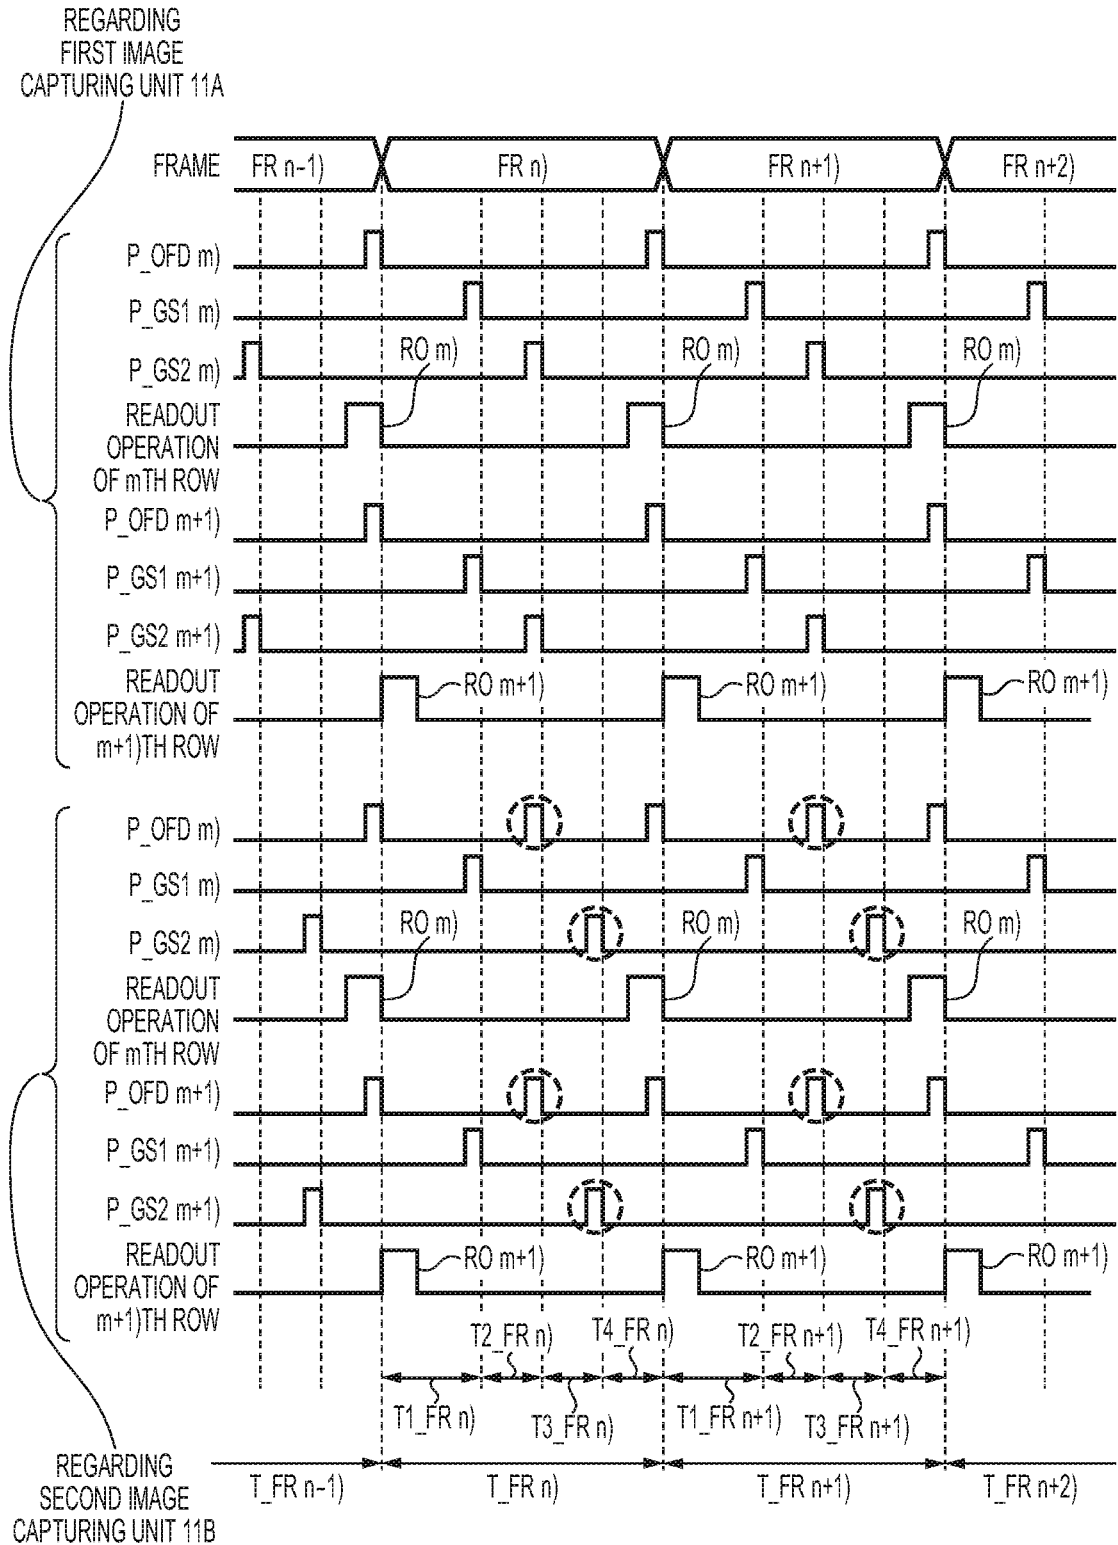 REGARDING
FIRST IMAGE
CAPTURING UNIT 11A
FRAME FR n-1) FR n) FR n+1) FR n+2)
P_OFD m)
P_GS1 m)
P_GS2 m) RO m) RO m) RO m)
READOUT
OPERATION
OF mTH ROW
P_OFD m+1)
P_GS1 m+1)
P_GS2 m+1)
READOUT
OPERATION OF
m+1)TH ROW
RO m+1) RO m+1) RO m+1)
P_OFD m)
P_GS1 m)
P_GS2 m) RO m) RO m) RO m)
READOUT
OPERATION
OF mTH ROW
P_OFD m+1)
P_GS1 m+1)
P_GS2 m+1)
READOUT
OPERATION OF
m+1)TH ROW
RO m+1) RO m+1) RO m+1)
T2_FR n) T4_FR n) T2_FR n+1) T4_FR n+1)
T1_FR n) T3_FR n) T1_FR n+1) T3_FR n+1)
T_FR n-1) T_FR n) T_FR n+1) T_FR n+2)
REGARDING
SECOND IMAGE
CAPTURING UNIT 11B